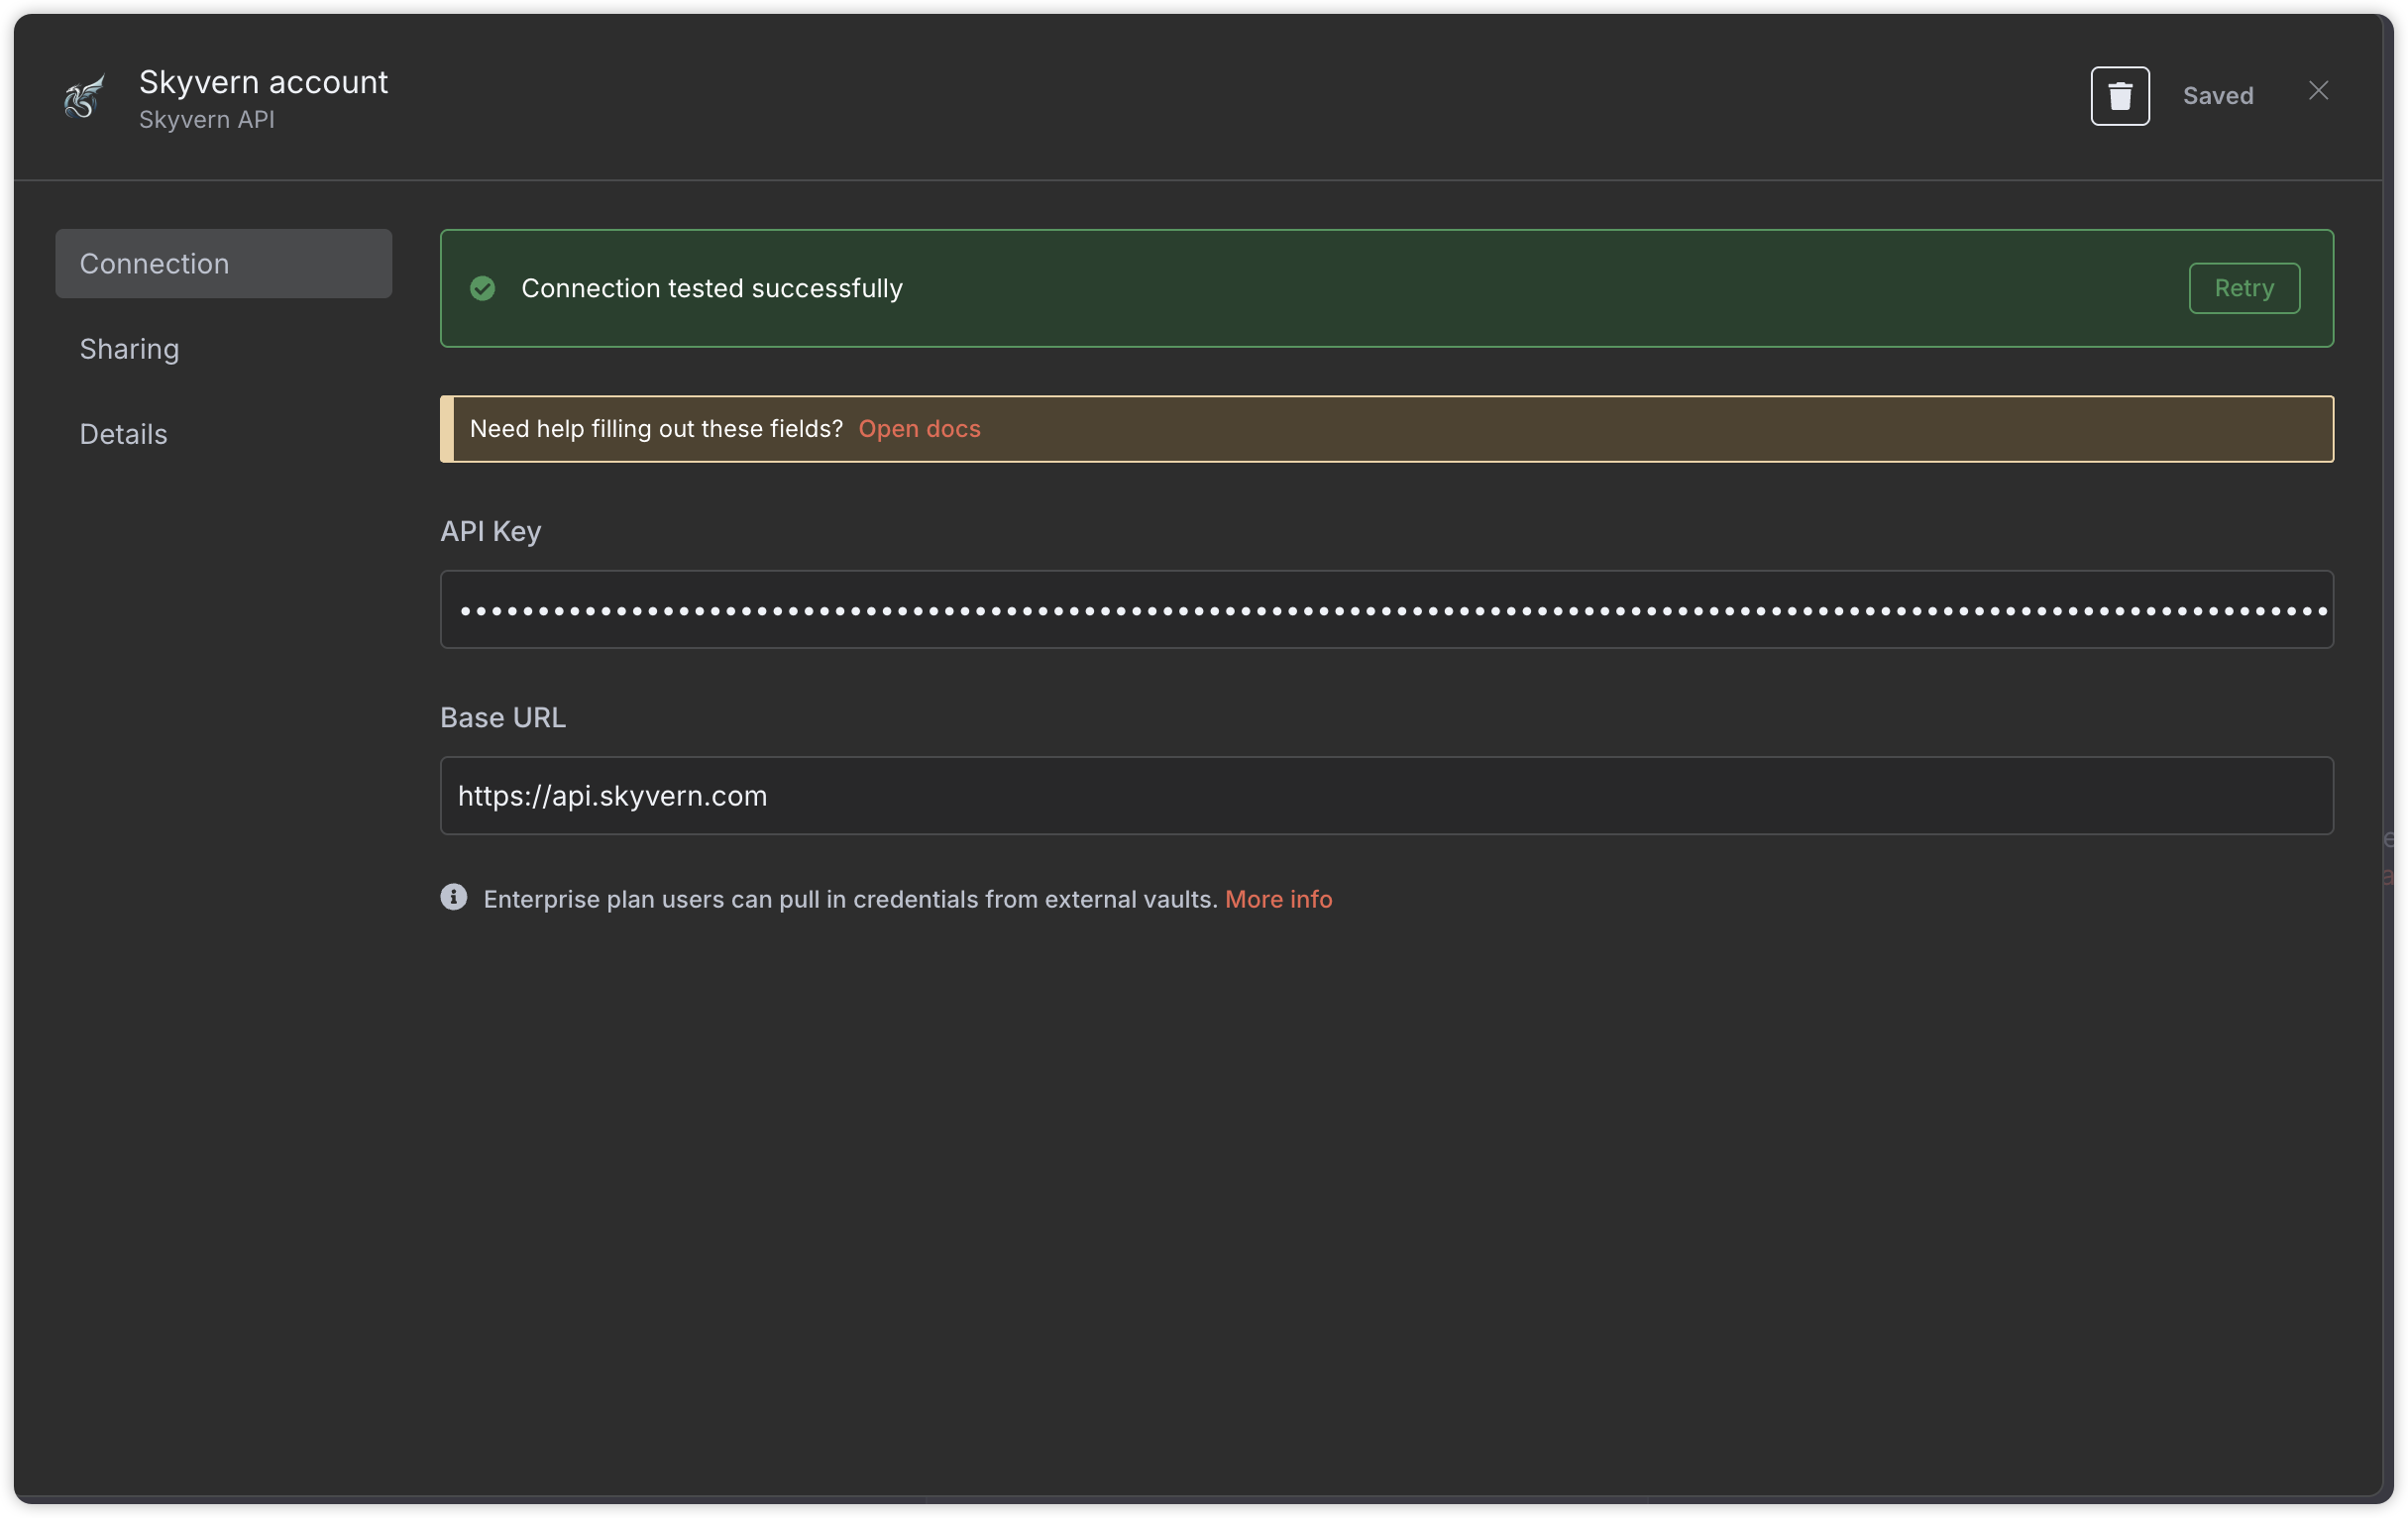 Skyvern account
Skyvern API
Saved
Connection
Sharing
Details
Connection tested successfully
Retry
Need help filling out these fields? Open docs
API Key
••••••••••••••••••••••••••••••••••••••••••••••••••••••••••••••••••••••••••••••••••••••••••••••••••••••••••••••••••••••••
Base URL
https://api.skyvern.com
Enterprise plan users can pull in credentials from external vaults. More info